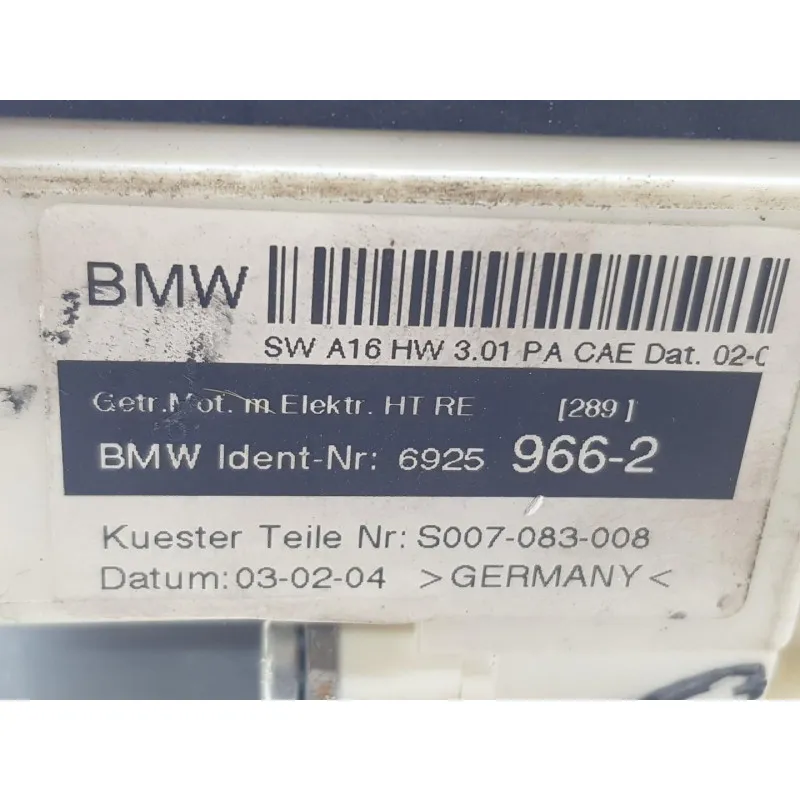 BMW
SW A16 HW 3.01 PA CAE Dat. 02-0
Getr.Mot. m. Elektr. HT RE [289]
BMW Ident-Nr: 6925 966-2
Kuester Teile Nr: S007-083-008
Datum: 03-02-04 >GERMANY<